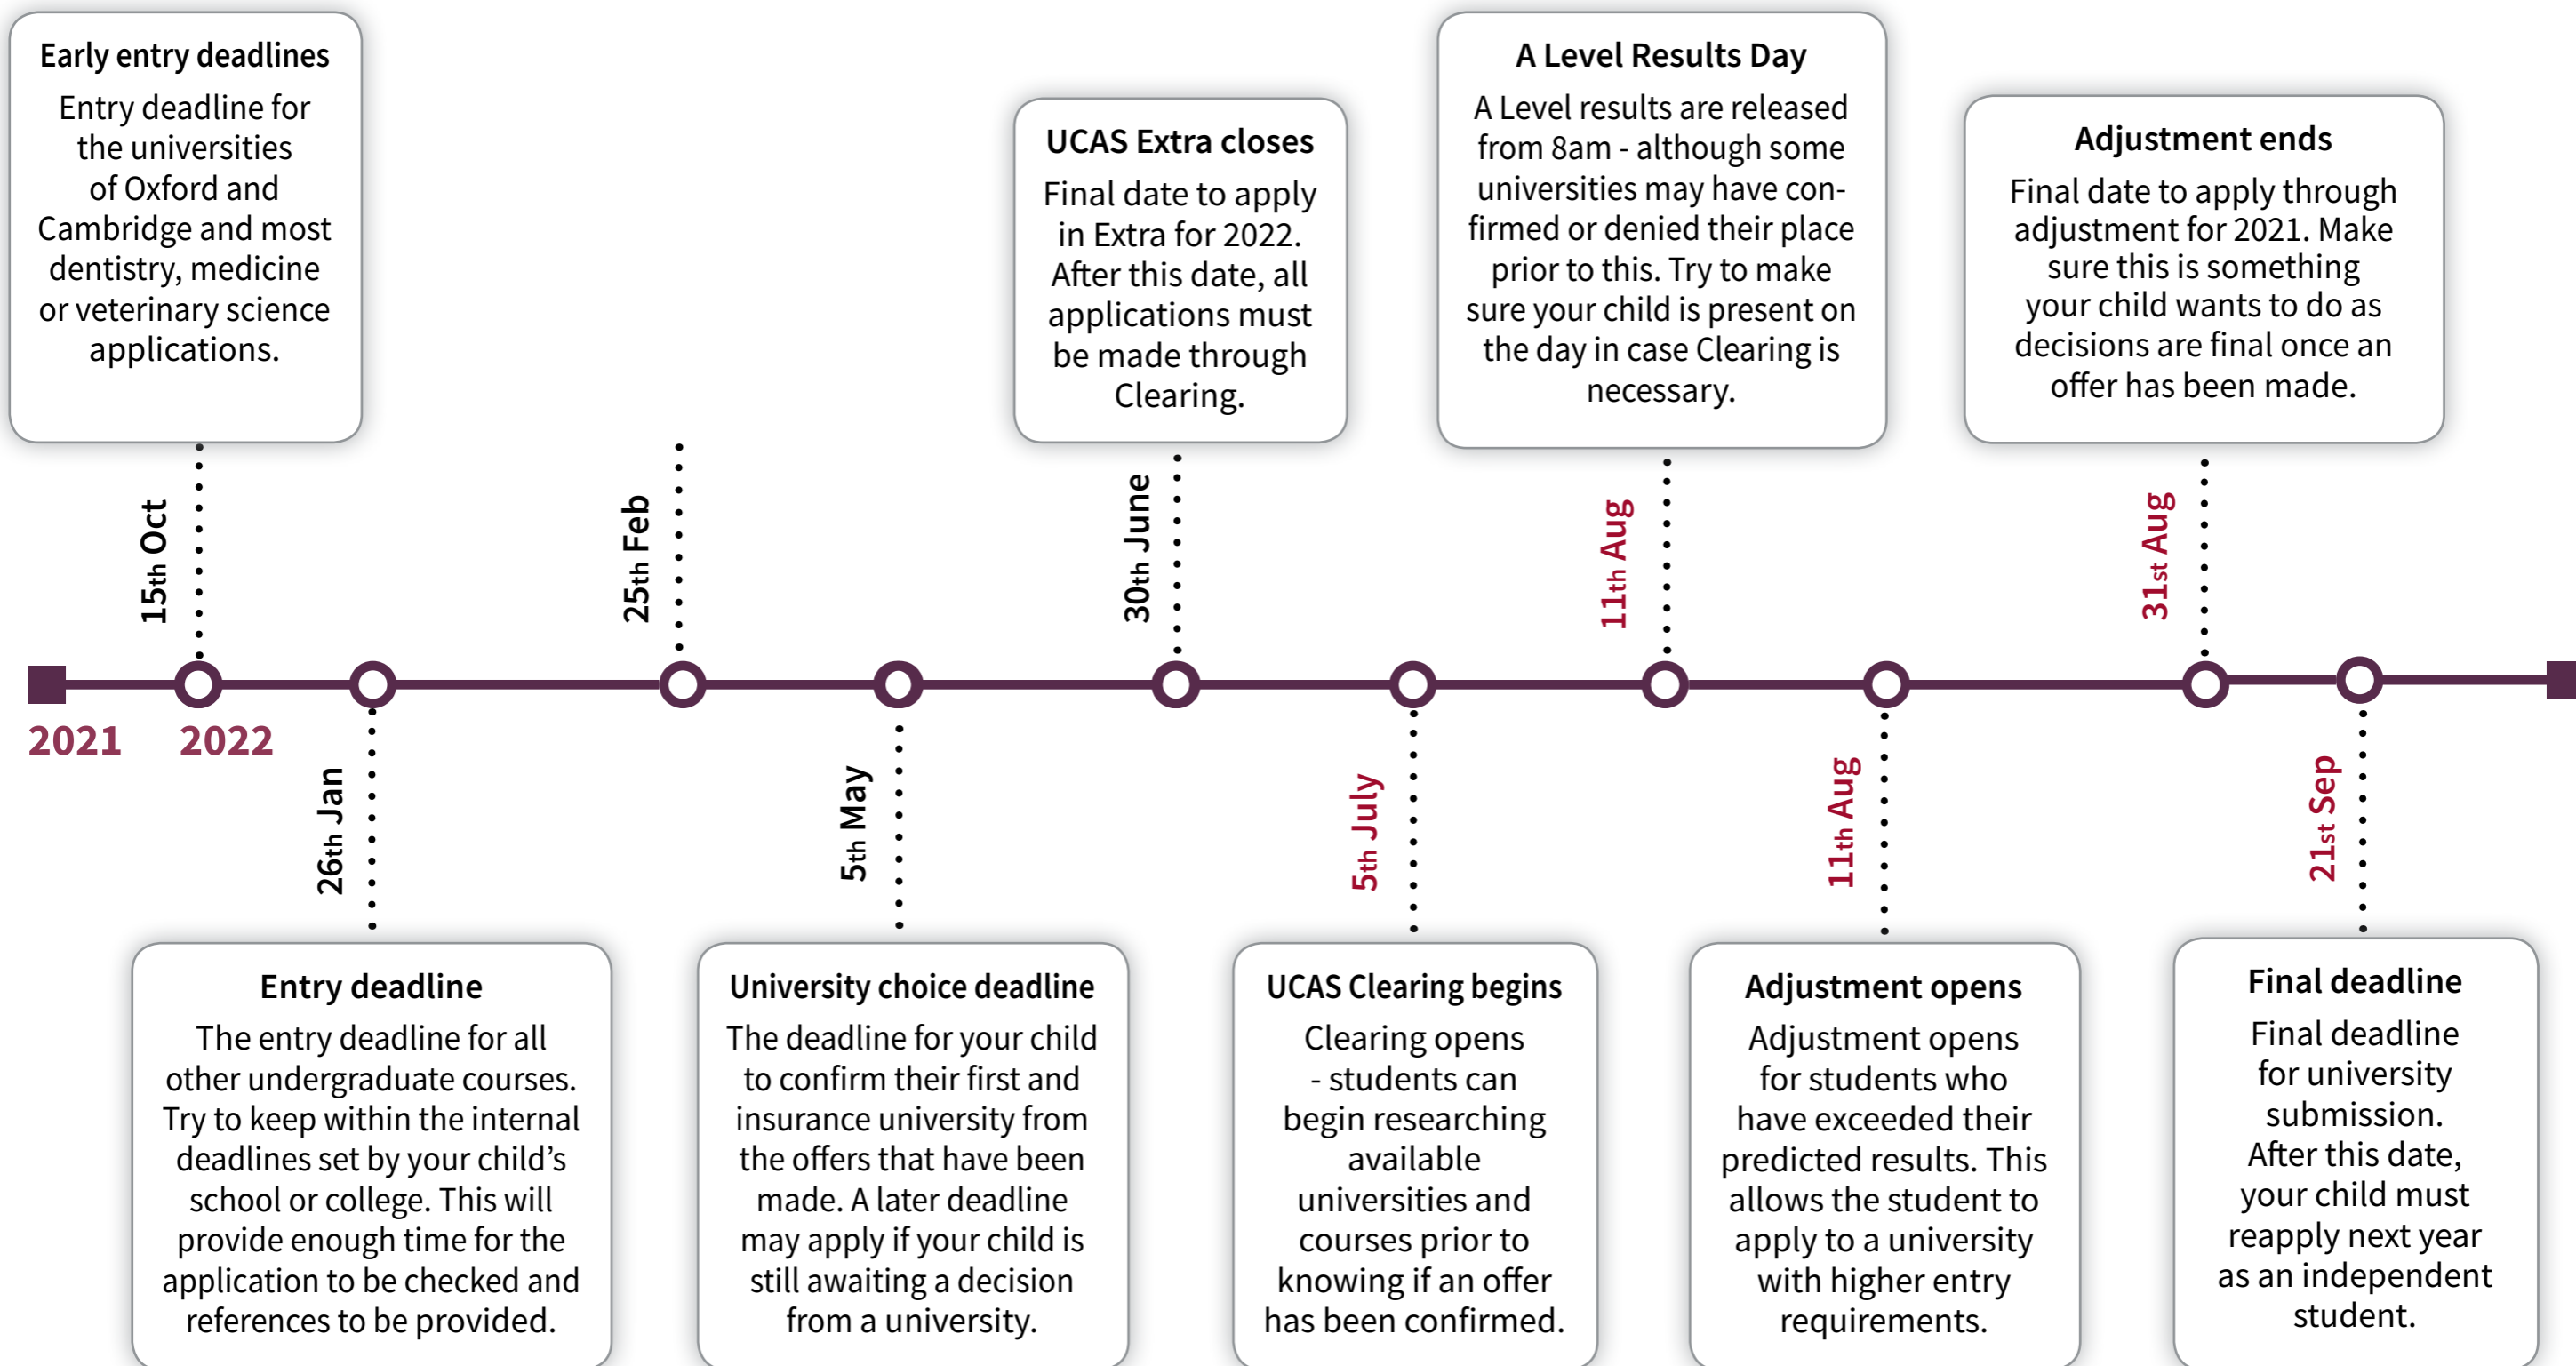 Early entry deadlines
Entry deadline for
the universities
of Oxford and
Cambridge and most
dentistry, medicine
or veterinary science
applications.
UCAS Extra closes
Final date to apply
in Extra for 2022.
After this date, all
applications must
be made through
Clearing.
A Level Results Day
A Level results are released
from 8am - although some
universities may have con-
firmed or denied their place
prior to this. Try to make
sure your child is present on
the day in case Clearing is
necessary.
Adjustment ends
Final date to apply through
adjustment for 2021. Make
sure this is something
your child wants to do as
decisions are final once an
offer has been made.
15th Oct
25th Feb
30th June
11th Aug
31st Aug
2021
2022
26th Jan
5th May
5th July
11th Aug
21st Sep
Entry deadline
The entry deadline for all
other undergraduate courses.
Try to keep within the internal
deadlines set by your child’s
school or college. This will
provide enough time for the
application to be checked and
references to be provided.
University choice deadline
The deadline for your child
to confirm their first and
insurance university from
the offers that have been
made. A later deadline
may apply if your child is
still awaiting a decision
from a university.
UCAS Clearing begins
Clearing opens
- students can
begin researching
available
universities and
courses prior to
knowing if an offer
has been confirmed.
Adjustment opens
Adjustment opens
for students who
have exceeded their
predicted results. This
allows the student to
apply to a university
with higher entry
requirements.
Final deadline
Final deadline
for university
submission.
After this date,
your child must
reapply next year
as an independent
student.